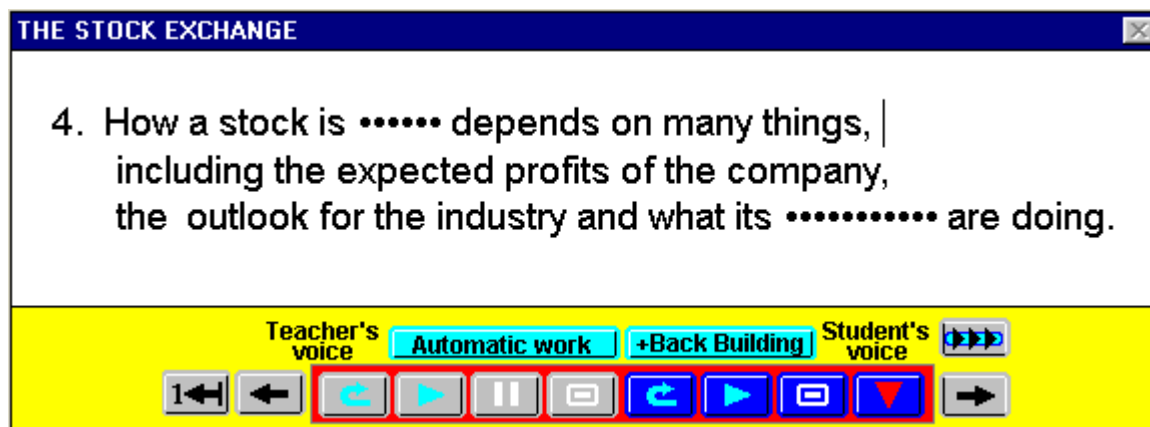 THE STOCK EXCHANGE
4. How a stock is •••••• depends on many things,
including the expected profits of the company,
the outlook for the industry and what its ••••••••••• are doing.
Teacher's voice
Automatic work
+Back Building
Student's voice
1